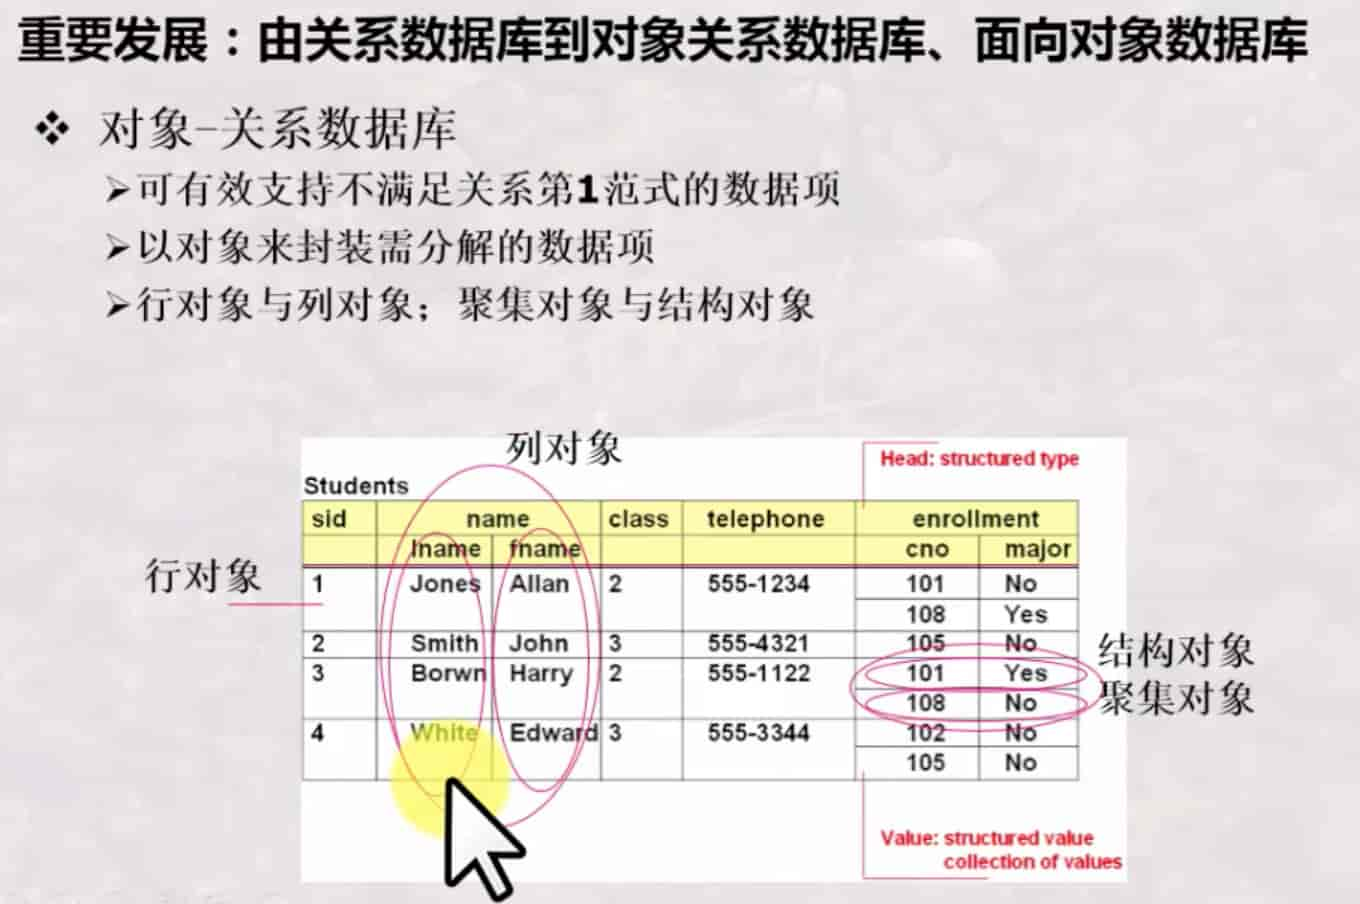 重要发展：由关系数据库到对象关系数据库、面向对象数据库
❖ 对象-关系数据库
➢可有效支持不满足关系第1范式的数据项
➢以对象来封装需分解的数据项
➢行对象与列对象；聚集对象与结构对象
列对象
Head: structured type
Students
sid name class telephone enrollment
lname fname cno major
行对象
1 Jones Allan 2 555-1234 101 No
108 Yes
2 Smith John 3 555-4321 105 No
结构对象
3 Borwn Harry 2 555-1122 101 Yes
聚集对象
108 No
4 White Edward 3 555-3344 102 No
105 No
Value: structured value
collection of values